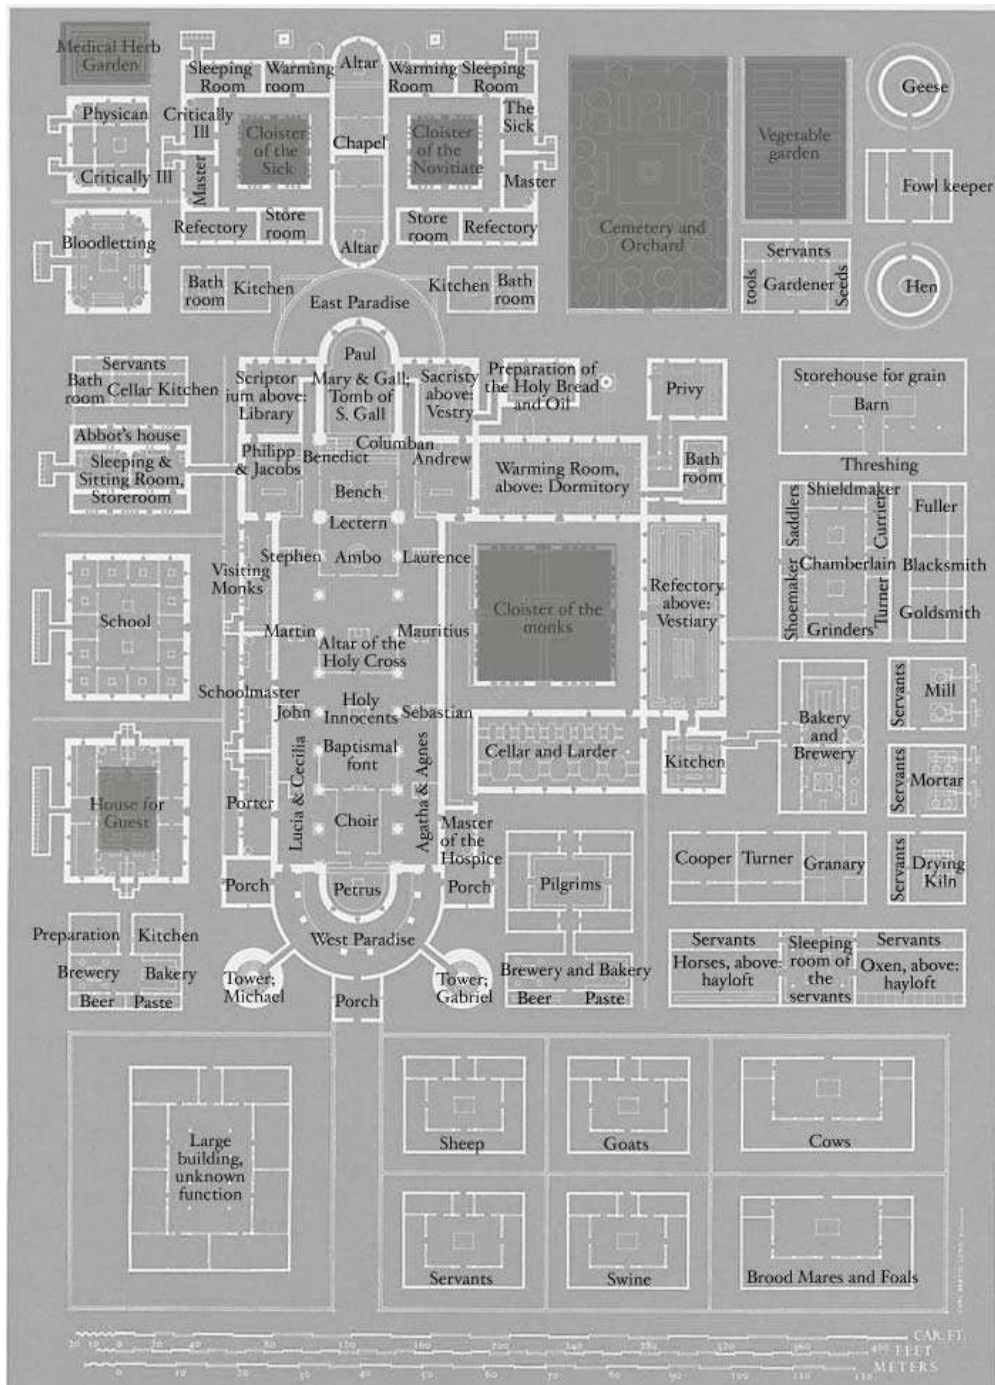 Medical Herb
Garden
Physican
Critically Ill
Bloodletting
Sleeping
Room
Warming
room
Altar
Warming
Room
Sleeping
Room
Critically
Ill
Cloister
of the
Sick
Chapel
Cloister
of the
Novitiate
The
Sick
Master
Master
Refectory
Store
room
Altar
Store
room
Refectory
Bath
room
Kitchen
Kitchen
Bath
room
East Paradise
Cemetery and
Orchard
Vegetable
garden
Geese
Fowl keeper
Servants
tools
Gardener
Seeds
Hen
Servants
Bath
room
Cellar Kitchen
Abbot's house
Sleeping &
Sitting Room,
Storeroom
Scriptor
ium above:
Library
Paul
Mary & Gall;
Tomb of
S. Gall
Sacristy
above:
Vestry
Preparation of
the Holy Bread
and Oil
Privy
Storehouse for grain
Barn
Threshing
Philipp
& Jacobs
Benedict
Columban
Andrew
Bench
Lectern
Warming Room,
above: Dormitory
Bath
room
Saddlers
Shieldmaker
Currier
Fuller
Stephen
Ambo
Laurence
Visiting
Monks
School
Cloister of the
monks
Refectory
above:
Vestiary
Chamberlain
Blacksmith
Shoemaker
Turner
Grinders
Goldsmith
Martin
Altar of the
Holy Cross
Mauritius
Schoolmaster
John
Holy
Innocents
Sebastian
Baptismal
font
Lucia & Cecilia
Agatha & Agnes
Cellar and Larder
Kitchen
Bakery
and
Brewery
Servants
Mill
Servants
Mortar
House for
Guest
Porter
Choir
Master
of the
Hospice
Porch
Petrus
Porch
Pilgrims
Cooper
Turner
Granary
Servants
Drying
Kiln
Preparation
Kitchen
Brewery
Bakery
Beer
Paste
West Paradise
Tower;
Michael
Porch
Tower;
Gabriel
Brewery and Bakery
Beer
Paste
Servants
Horses, above:
hayloft
Sleeping
room of
the
servants
Servants
Oxen, above:
hayloft
Large
building,
unknown
function
Sheep
Goats
Cows
Servants
Swine
Brood Mares and Foals
CAR. FT.
FEET
METERS